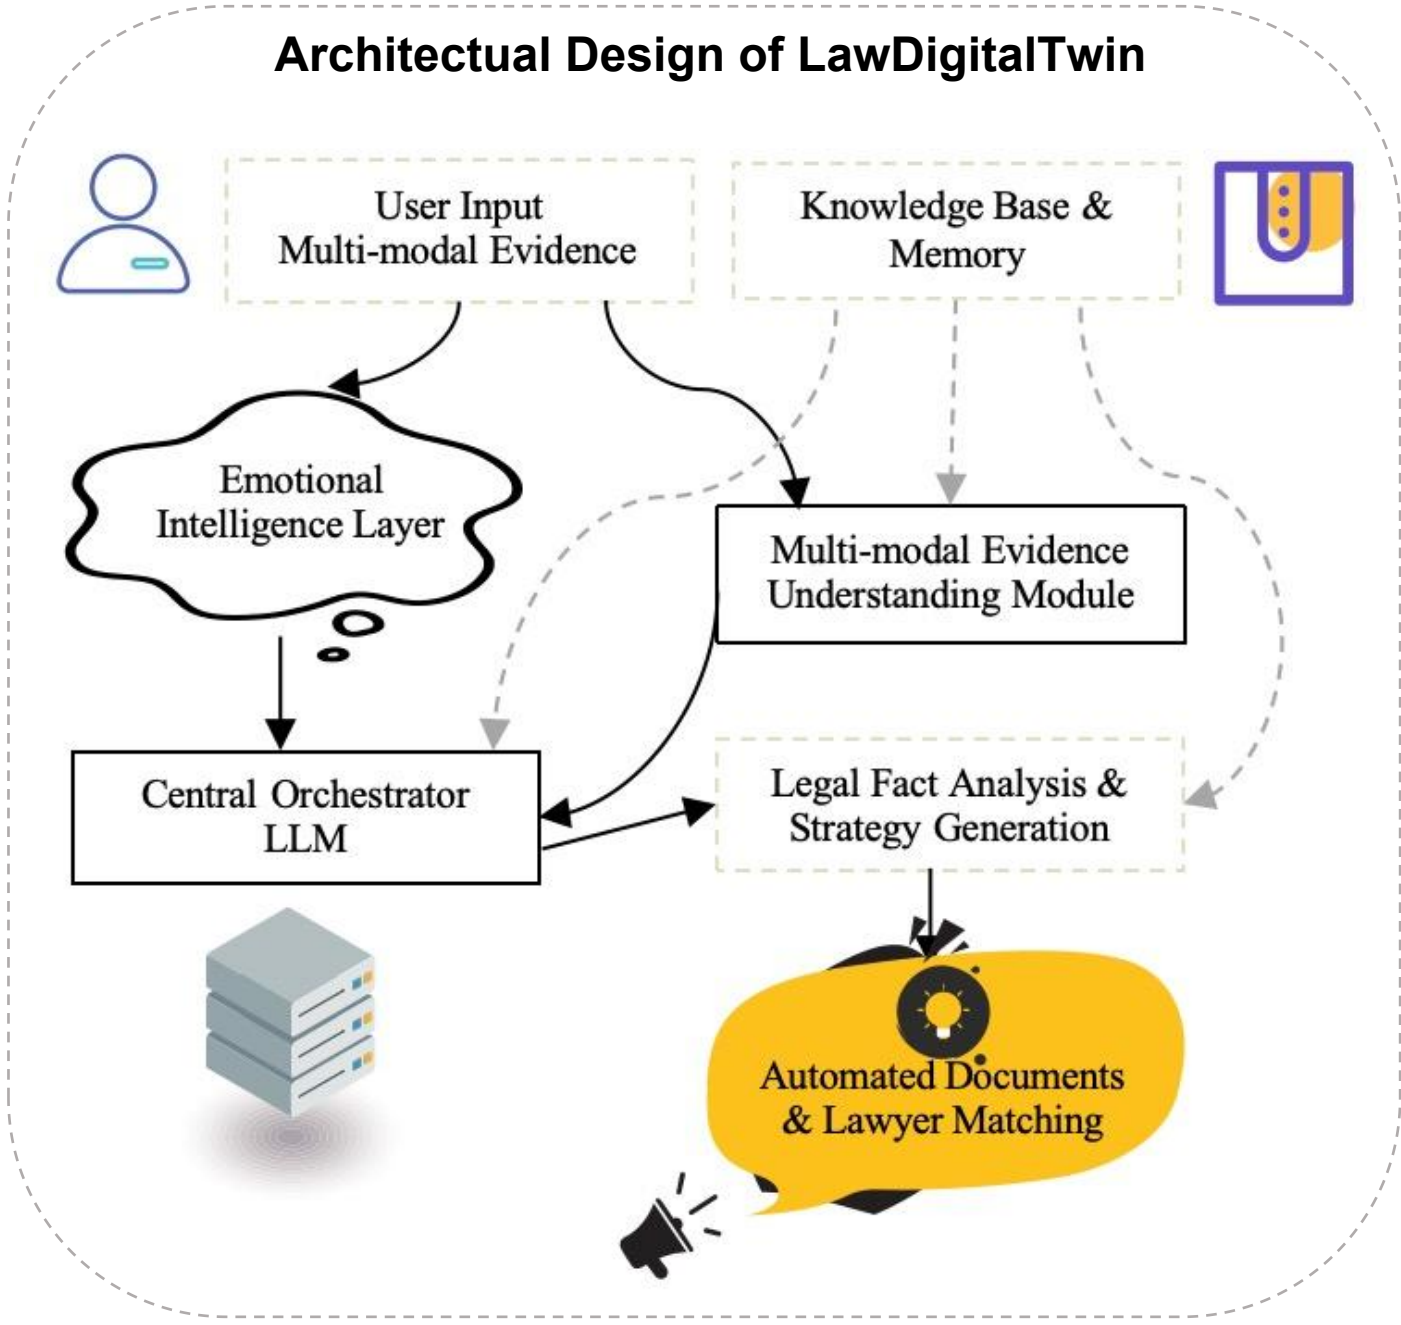 Architectual Design of LawDigitalTwin
User Input
Multi-modal Evidence
Knowledge Base &
Memory
Emotional
Intelligence Layer
Multi-modal Evidence
Understanding Module
Central Orchestrator
LLM
Legal Fact Analysis &
Strategy Generation
Automated Documents
& Lawyer Matching